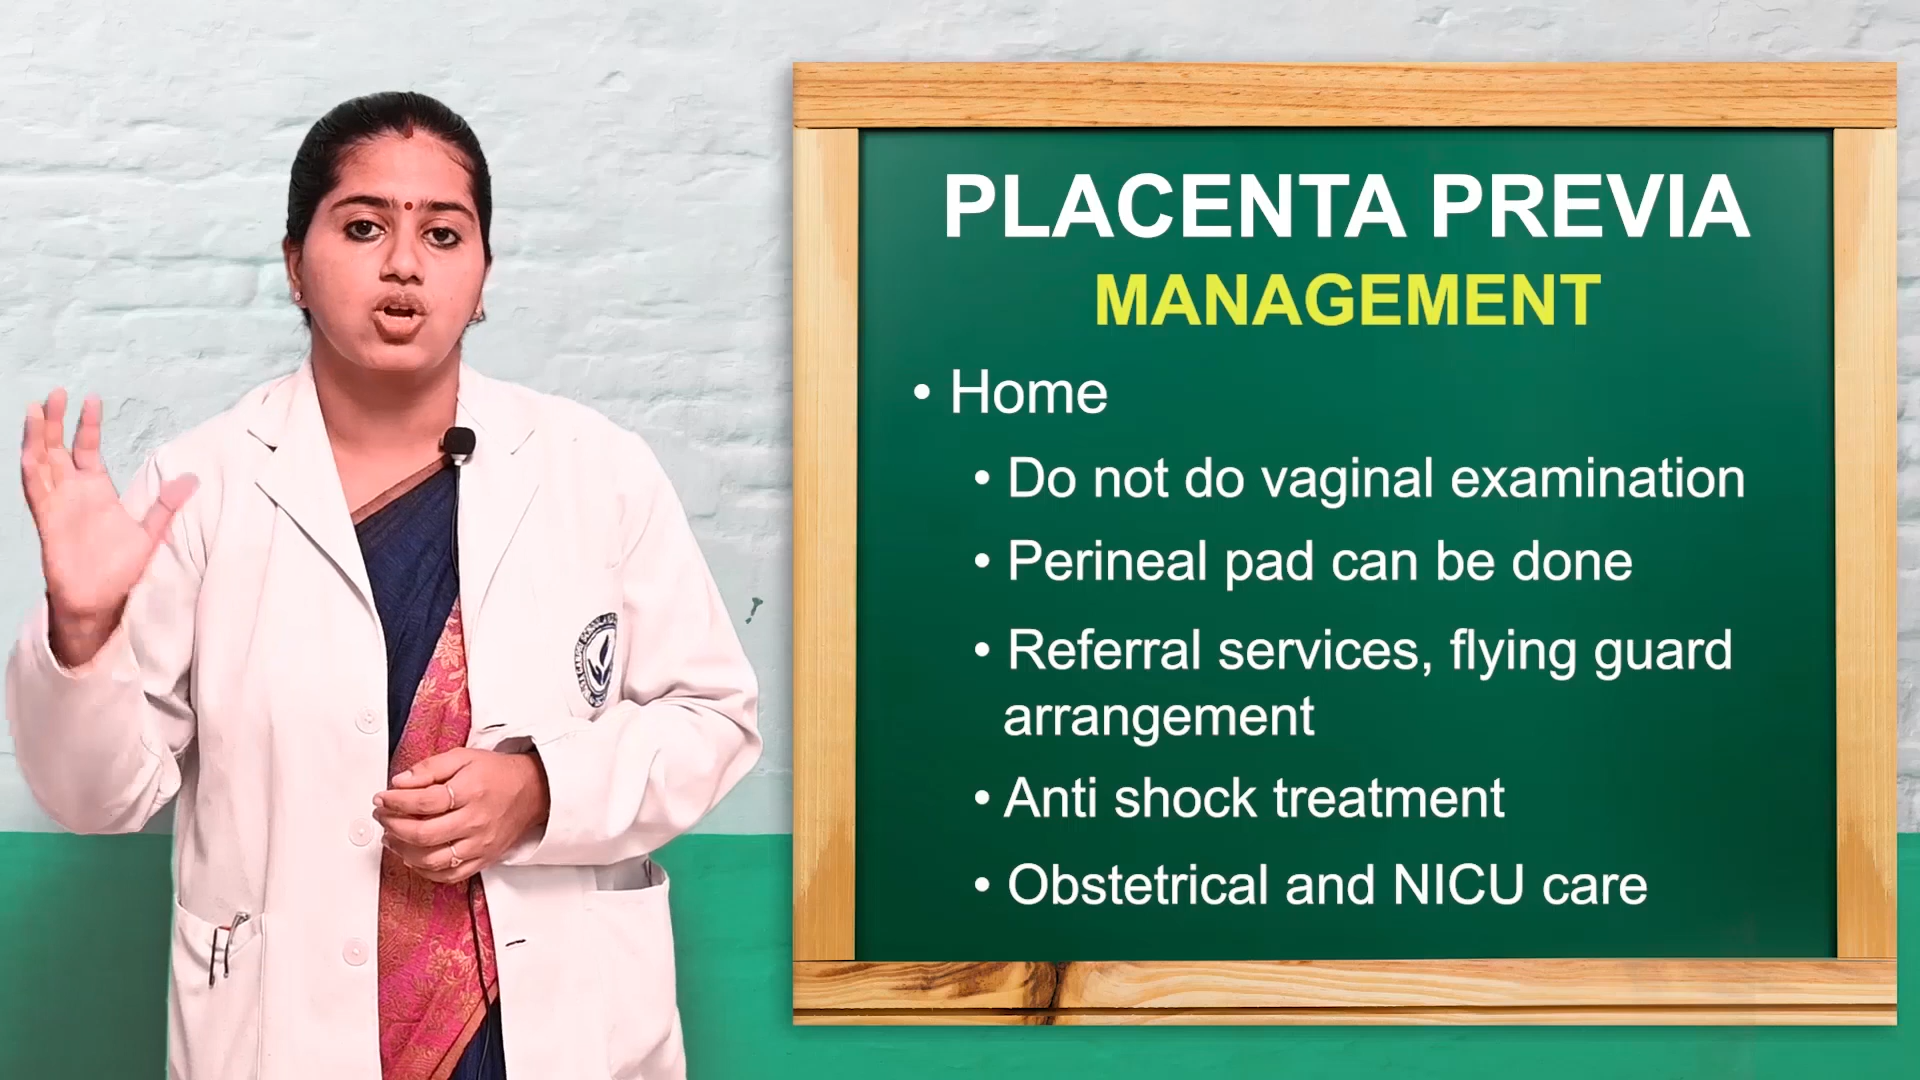 PLACENTA PREVIA
MANAGEMENT
• Home
• Do not do vaginal examination
• Perineal pad can be done
• Referral services, flying guard
arrangement
• Anti shock treatment
• Obstetrical and NICU care